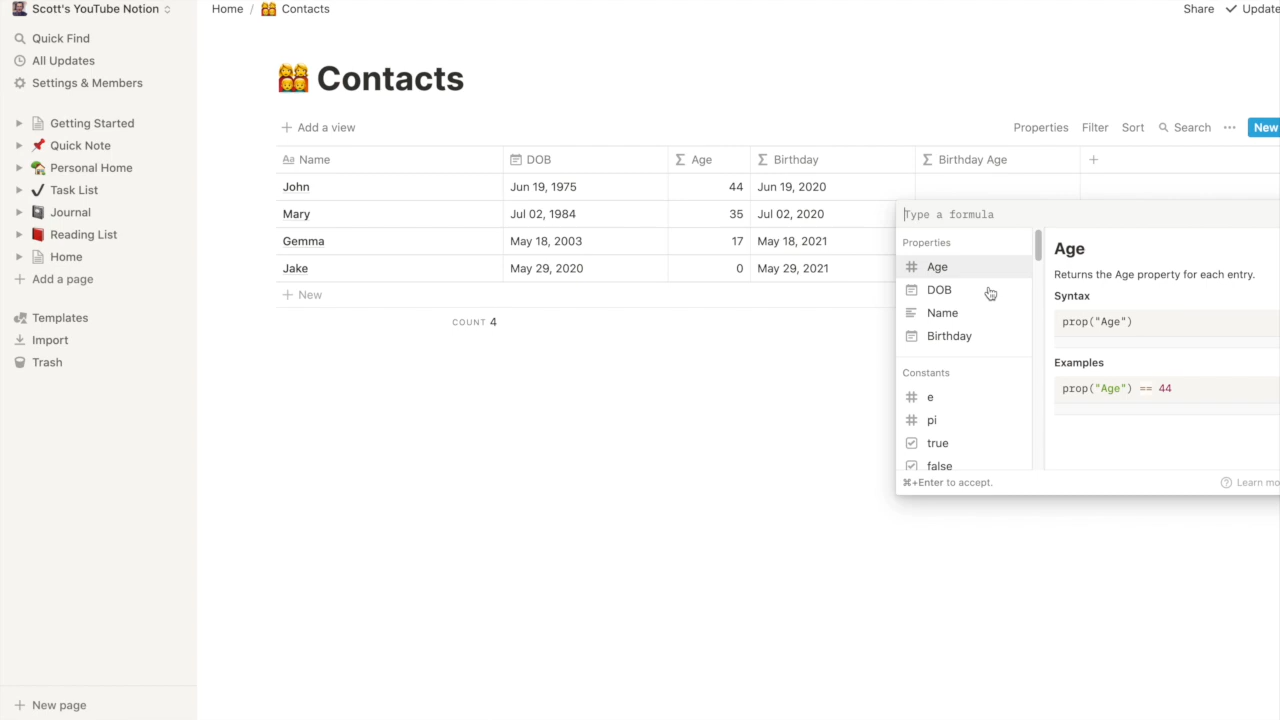 Scott's YouTube Notion
Quick Find
All Updates
Settings & Members
Getting Started
Quick Note
Personal Home
Task List
Journal
Reading List
Home
Add a page
Templates
Import
Trash
New page
Home / Contacts
Share Update
Contacts
Add a view
Properties Filter Sort Search New
Aa Name DOB Σ Age Σ Birthday Σ Birthday Age
John Jun 19, 1975 44 Jun 19, 2020
Mary Jul 02, 1984 35 Jul 02, 2020
Gemma May 18, 2003 17 May 18, 2021
Jake May 29, 2020 0 May 29, 2021
New
COUNT 4
Type a formula
Properties
Age
DOB
Name
Birthday
Constants
e
pi
true
false
Age
Returns the Age property for each entry.
Syntax
prop("Age")
Examples
prop("Age") == 44
⌘+Enter to accept.
Learn mo